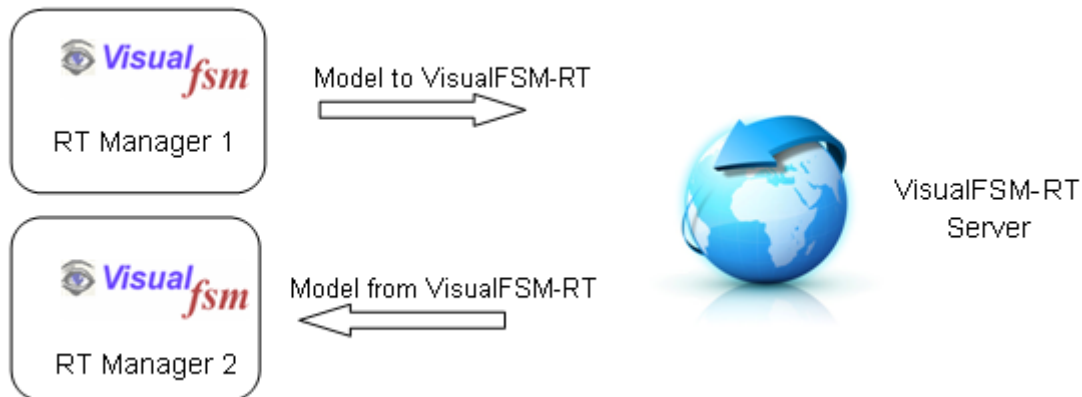 Visual fsm
RT Manager 1
Model to VisualFSM-RT
VisualFSM-RT
Server
Visual fsm
RT Manager 2
Model from VisualFSM-RT